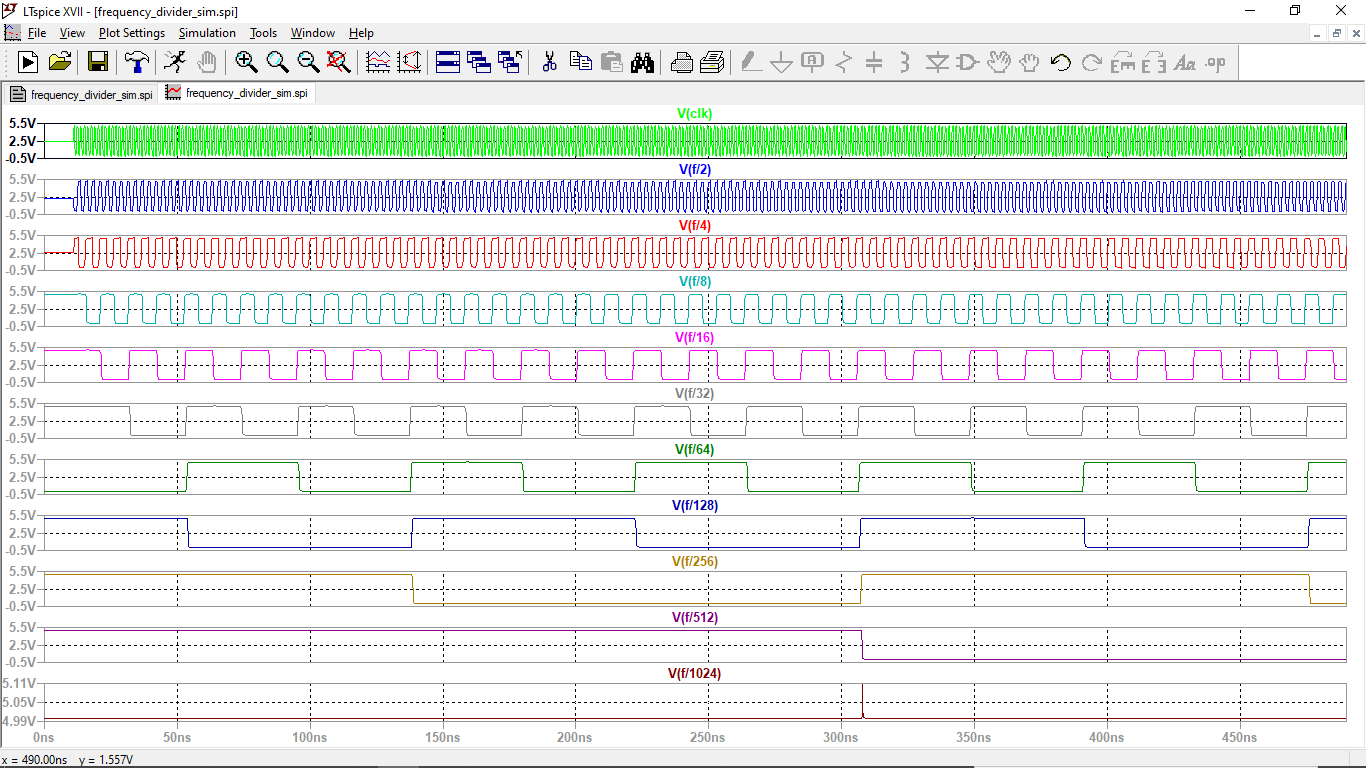 LTspice XVII - [frequency_divider_sim.spi]
File View Plot Settings Simulation Tools Window Help
.op
Aa
frequency_divider_sim.spi frequency_divider_sim.spi
V(clk)
5.5V
2.5V
-0.5V
V(f/2)
5.5V
2.5V
-0.5V
V(f/4)
5.5V
2.5V
-0.5V
V(f/8)
5.5V
2.5V
-0.5V
V(f/16)
5.5V
2.5V
-0.5V
V(f/32)
5.5V
2.5V
-0.5V
V(f/64)
5.5V
2.5V
-0.5V
V(f/128)
5.5V
2.5V
-0.5V
V(f/256)
5.5V
2.5V
-0.5V
V(f/512)
5.5V
2.5V
-0.5V
V(f/1024)
5.11V
5.05V
4.99V
0ns 50ns 100ns 150ns 200ns 250ns 300ns 350ns 400ns 450ns
x = 490.00ns y = 1.557V